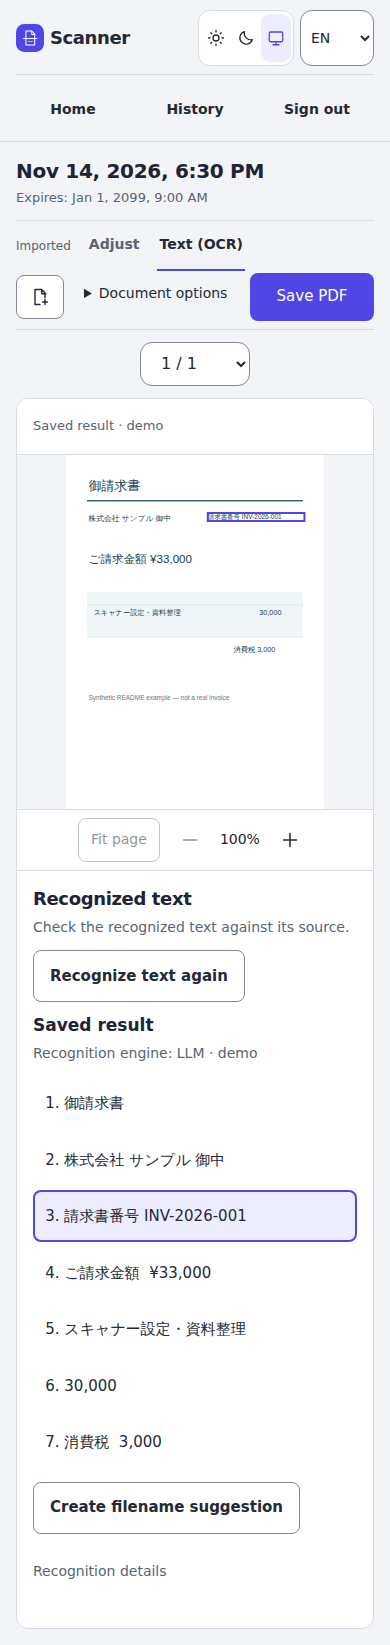 Scanner
EN
Home History Sign out
Nov 14, 2026, 6:30 PM
Expires: Jan 1, 2099, 9:00 AM
Imported Adjust Text (OCR)
Document options Save PDF
1 / 1
Saved result · demo
御請求書
株式会社 サンプル 御中 請求書番号 INV-2026-001
ご請求金額 ¥33,000
スキャナー設定・資料整理 30,000
消費税 3,000
Synthetic README example — not a real invoice
Fit page 100%
Recognized text
Check the recognized text against its source.
Recognize text again
Saved result
Recognition engine: LLM · demo
1. 御請求書
2. 株式会社 サンプル 御中
3. 請求書番号 INV-2026-001
4. ご請求金額 ¥33,000
5. スキャナー設定・資料整理
6. 30,000
7. 消費税 3,000
Create filename suggestion
Recognition details